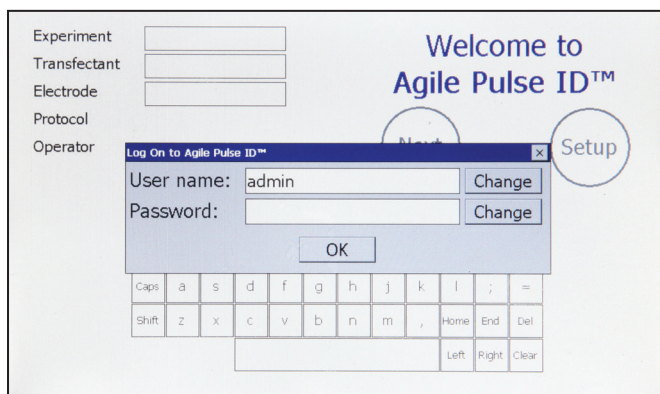 Experiment
Transfectant
Electrode
Protocol
Operator
Welcome to
Agile Pulse ID™
Next
Setup
Log On to Agile Pulse ID™
×
User name: admin Change
Password: Change
OK
Caps a s d f g h j k l ; =
Shift z x c v b n m , Home End Del
Left Right Clear